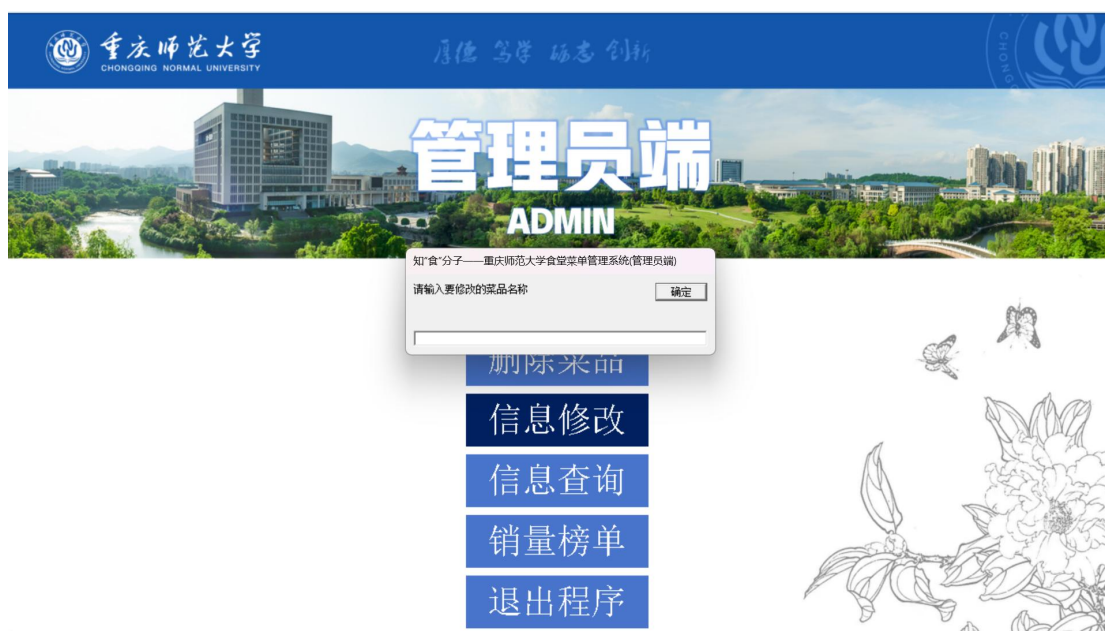 重庆师范大学
CHONGQING NORMAL UNIVERSITY
厚德 笃学 砺志 创新
CHONG
管理员端
ADMIN
知“食”分子——重庆师范大学食堂菜单管理系统(管理员端)
请输入要修改的菜品名称
确定
删除菜品
信息修改
信息查询
销量榜单
退出程序